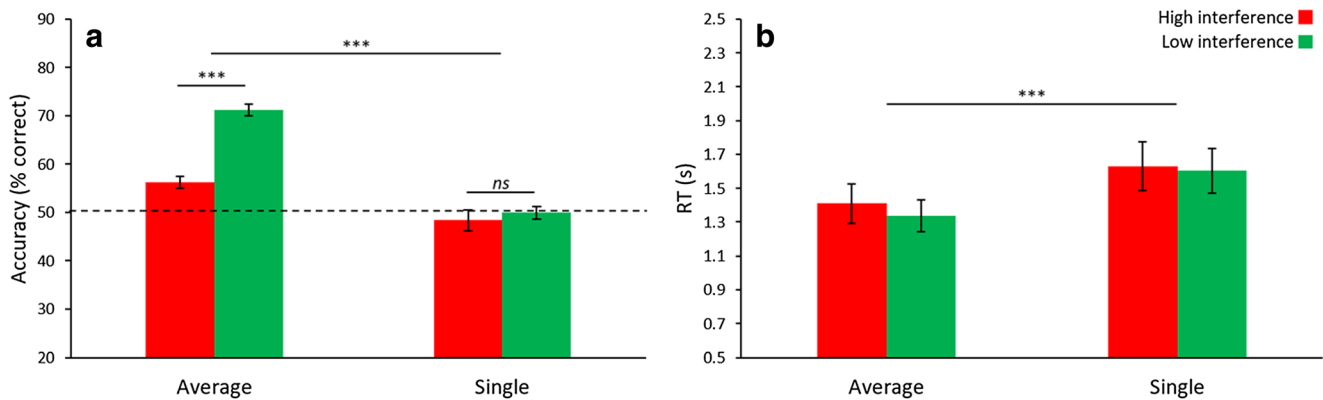 a
Accuracy (% correct)
90
80
70
60
50
40
30
20
***
***
ns
Average
Single
b
High interference
Low interference
RT (s)
2.5
2.3
2.1
1.9
1.7
1.5
1.3
1.1
0.9
0.7
0.5
***
Average
Single